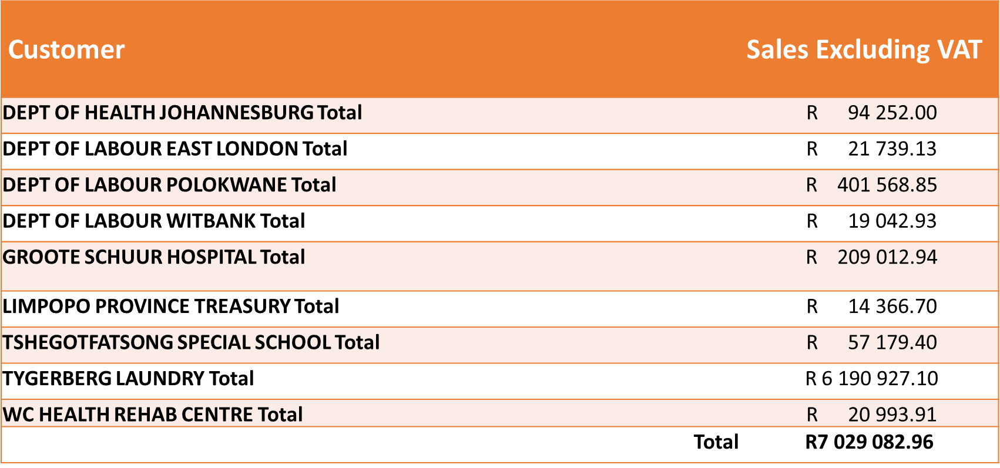 Customer Sales Excluding VAT
DEPT OF HEALTH JOHANNESBURG Total R 94 252.00
DEPT OF LABOUR EAST LONDON Total R 21 739.13
DEPT OF LABOUR POLOKWANE Total R 401 568.85
DEPT OF LABOUR WITBANK Total R 19 042.93
GROOTE SCHUUR HOSPITAL Total R 209 012.94
LIMPOPO PROVINCE TREASURY Total R 14 366.70
TSHEGOTFATSONG SPECIAL SCHOOL Total R 57 179.40
TYGERBERG LAUNDRY Total R 6 190 927.10
WC HEALTH REHAB CENTRE Total R 20 993.91
Total R7 029 082.96